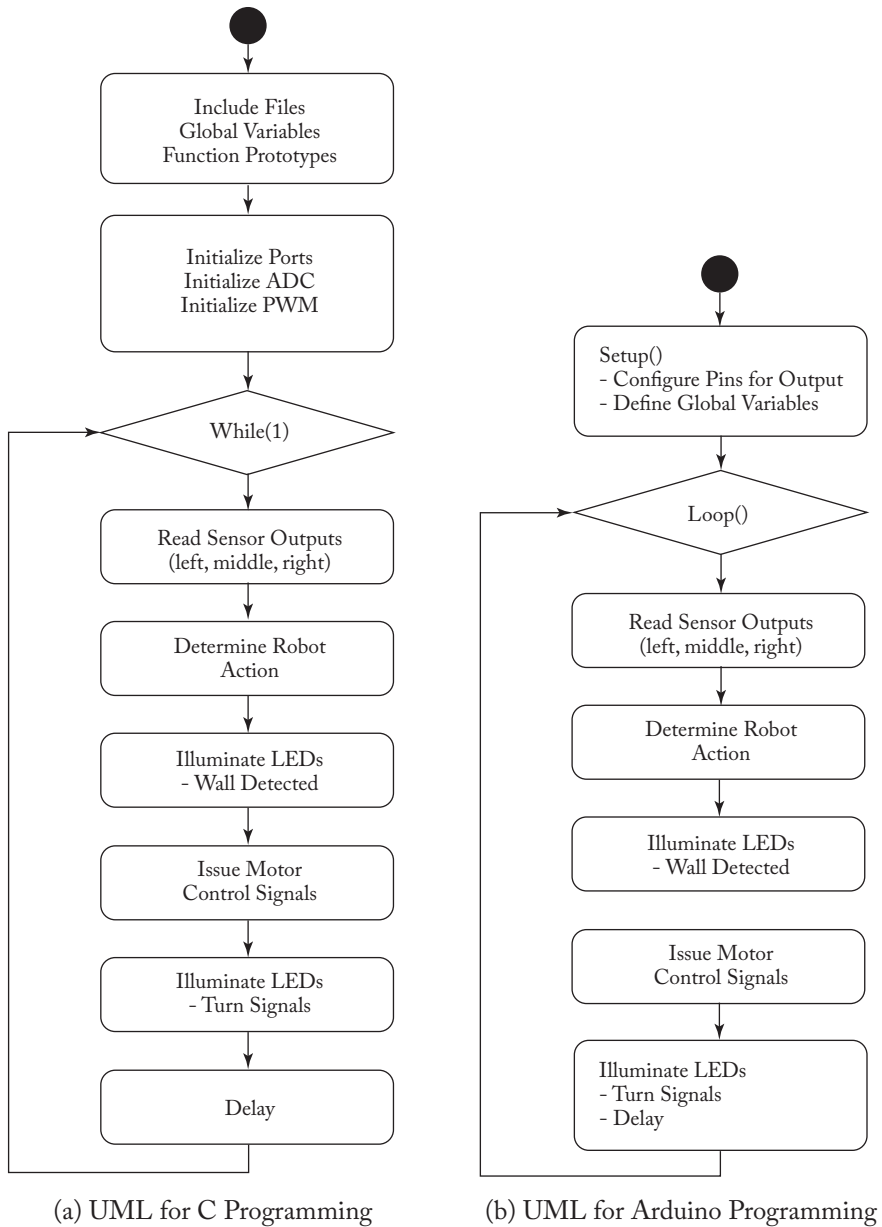 Include Files
Global Variables
Function Prototypes
Initialize Ports
Initialize ADC
Initialize PWM
While(1)
Read Sensor Outputs
(left, middle, right)
Determine Robot
Action
Illuminate LEDs
- Wall Detected
Issue Motor
Control Signals
Illuminate LEDs
- Turn Signals
Delay
(a) UML for C Programming
Setup()
- Configure Pins for Output
- Define Global Variables
Loop()
Read Sensor Outputs
(left, middle, right)
Determine Robot
Action
Illuminate LEDs
- Wall Detected
Issue Motor
Control Signals
Illuminate LEDs
- Turn Signals
- Delay
(b) UML for Arduino Programming